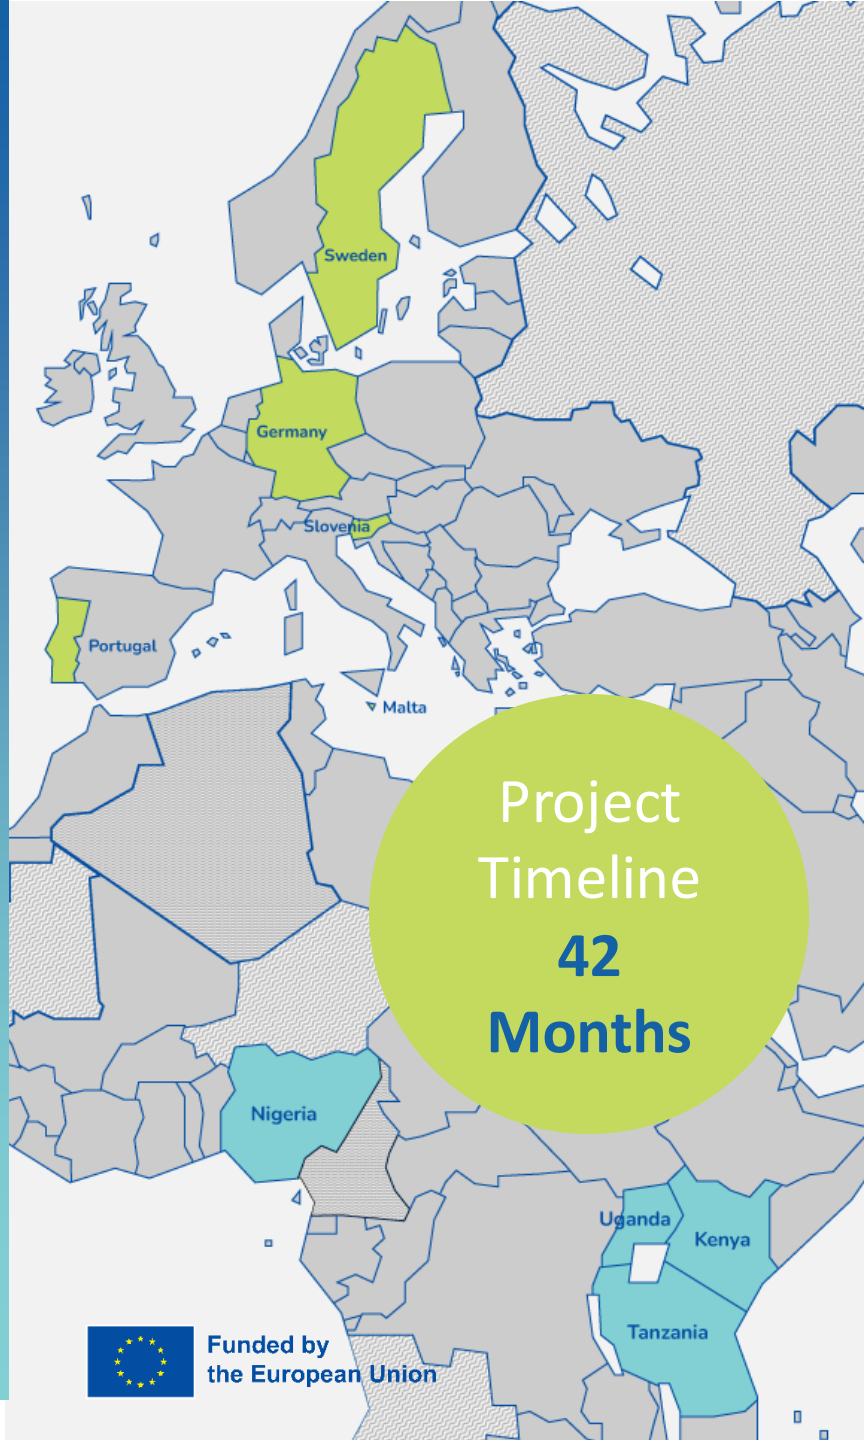 Sweden
Germany
Slovenia
Portugal
Malta
Project
Timeline
42
Months
Nigeria
Uganda
Kenya
Tanzania
Funded by
the European Union